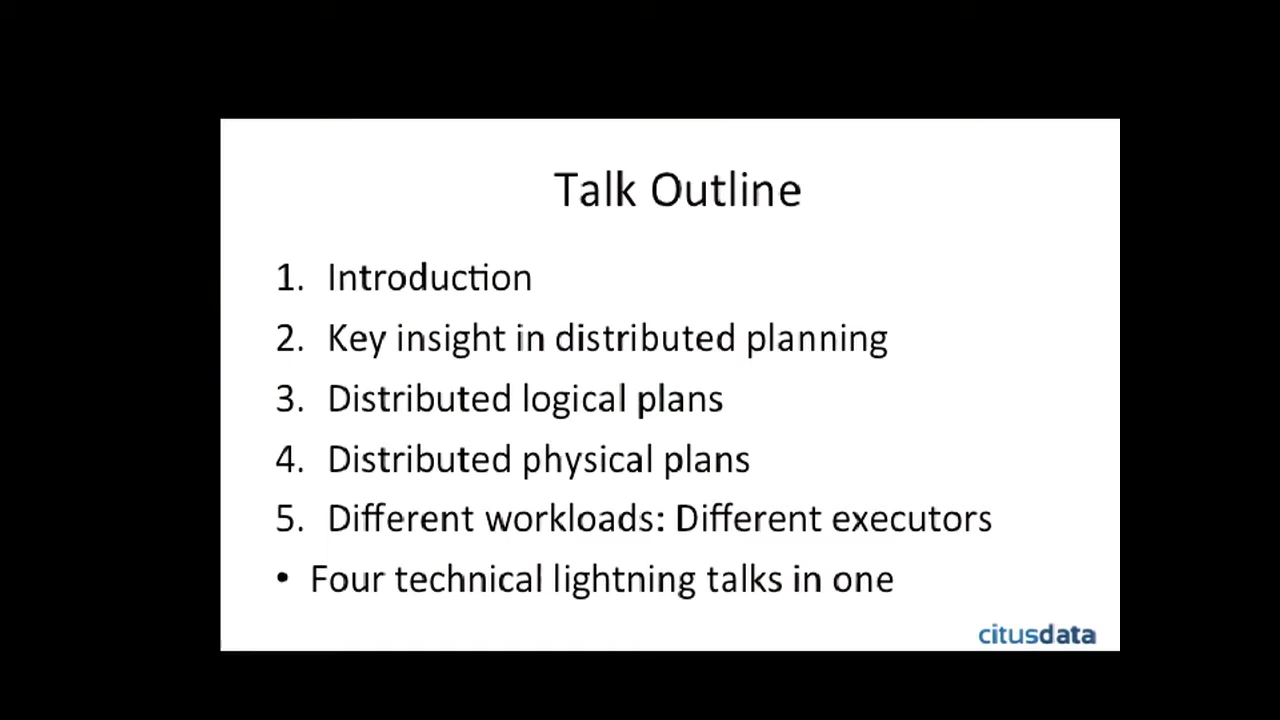 Talk Outline
1. Introduction
2. Key insight in distributed planning
3. Distributed logical plans
4. Distributed physical plans
5. Different workloads: Different executors
• Four technical lightning talks in one
citusdata